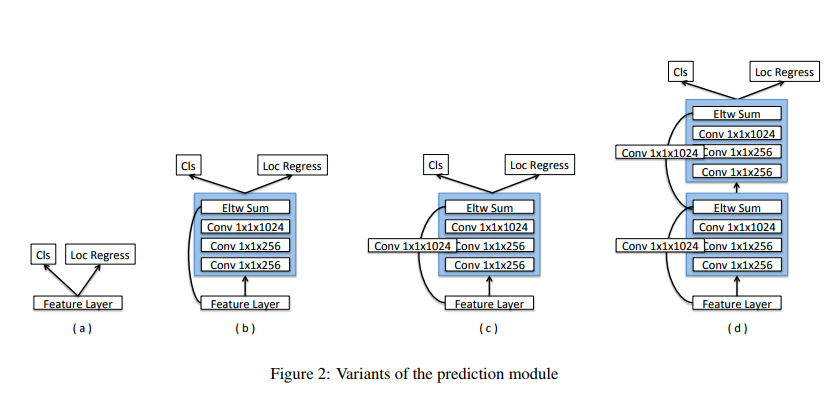 Cls
Loc Regress
Feature Layer
( a )
Cls
Loc Regress
Eltw Sum
Conv 1x1x1024
Conv 1x1x256
Conv 1x1x256
Feature Layer
( b )
Cls
Loc Regress
Eltw Sum
Conv 1x1x1024
Conv 1x1x1024
Conv 1x1x256
Conv 1x1x256
Feature Layer
( c )
Cls
Loc Regress
Eltw Sum
Conv 1x1x1024
Conv 1x1x1024
Conv 1x1x256
Conv 1x1x256
Eltw Sum
Conv 1x1x1024
Conv 1x1x1024
Conv 1x1x256
Conv 1x1x256
Feature Layer
( d )
Figure 2: Variants of the prediction module